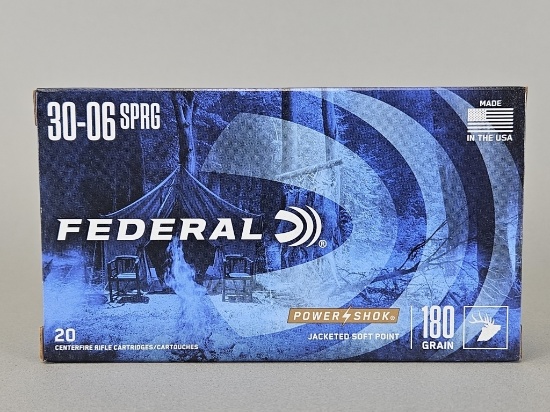 30-06 SPRG
MADE
IN THE USA
FEDERAL ®
POWER SHOK®
JACKETED SOFT POINT
180
GRAIN
20
CENTERFIRE RIFLE CARTRIDGES/CARTOUCHES